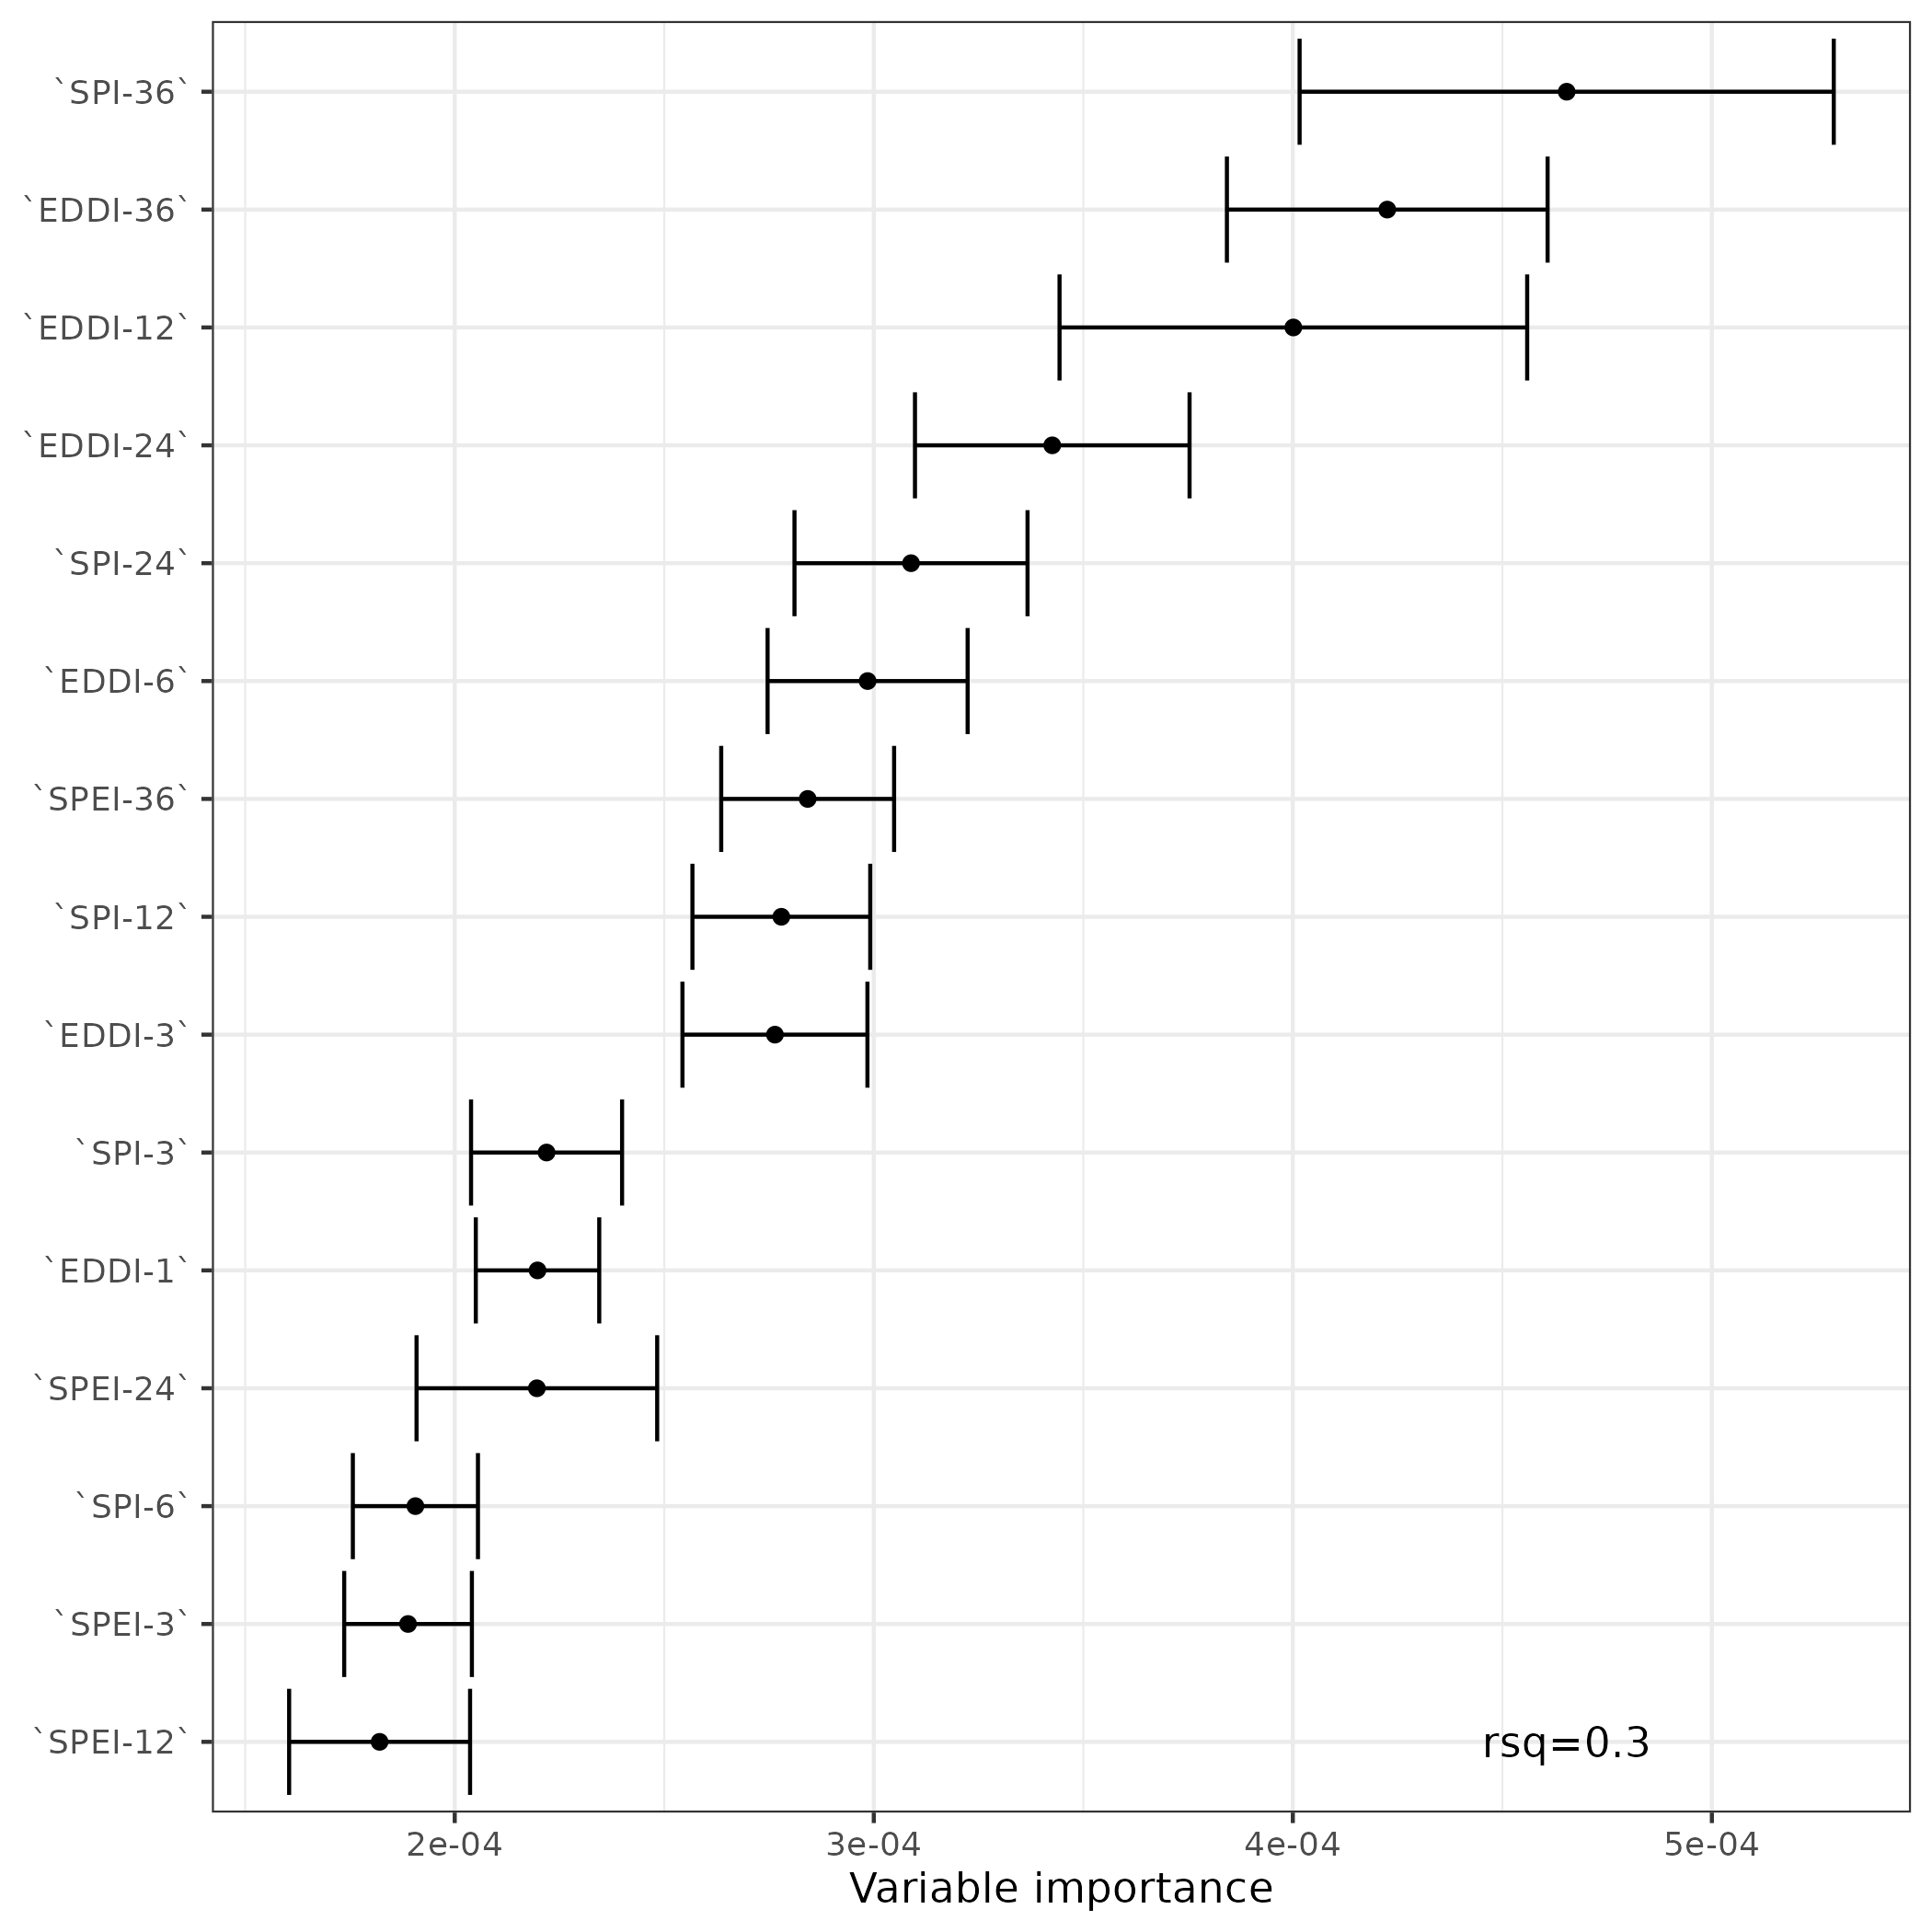 `SPI-36`
`EDDI-36`
`EDDI-12`
`EDDI-24`
`SPI-24`
`EDDI-6`
`SPEI-36`
`SPI-12`
`EDDI-3`
`SPI-3`
`EDDI-1`
`SPEI-24`
`SPI-6`
`SPEI-3`
`SPEI-12`
rsq=0.3
2e-04 3e-04 4e-04 5e-04
Variable importance